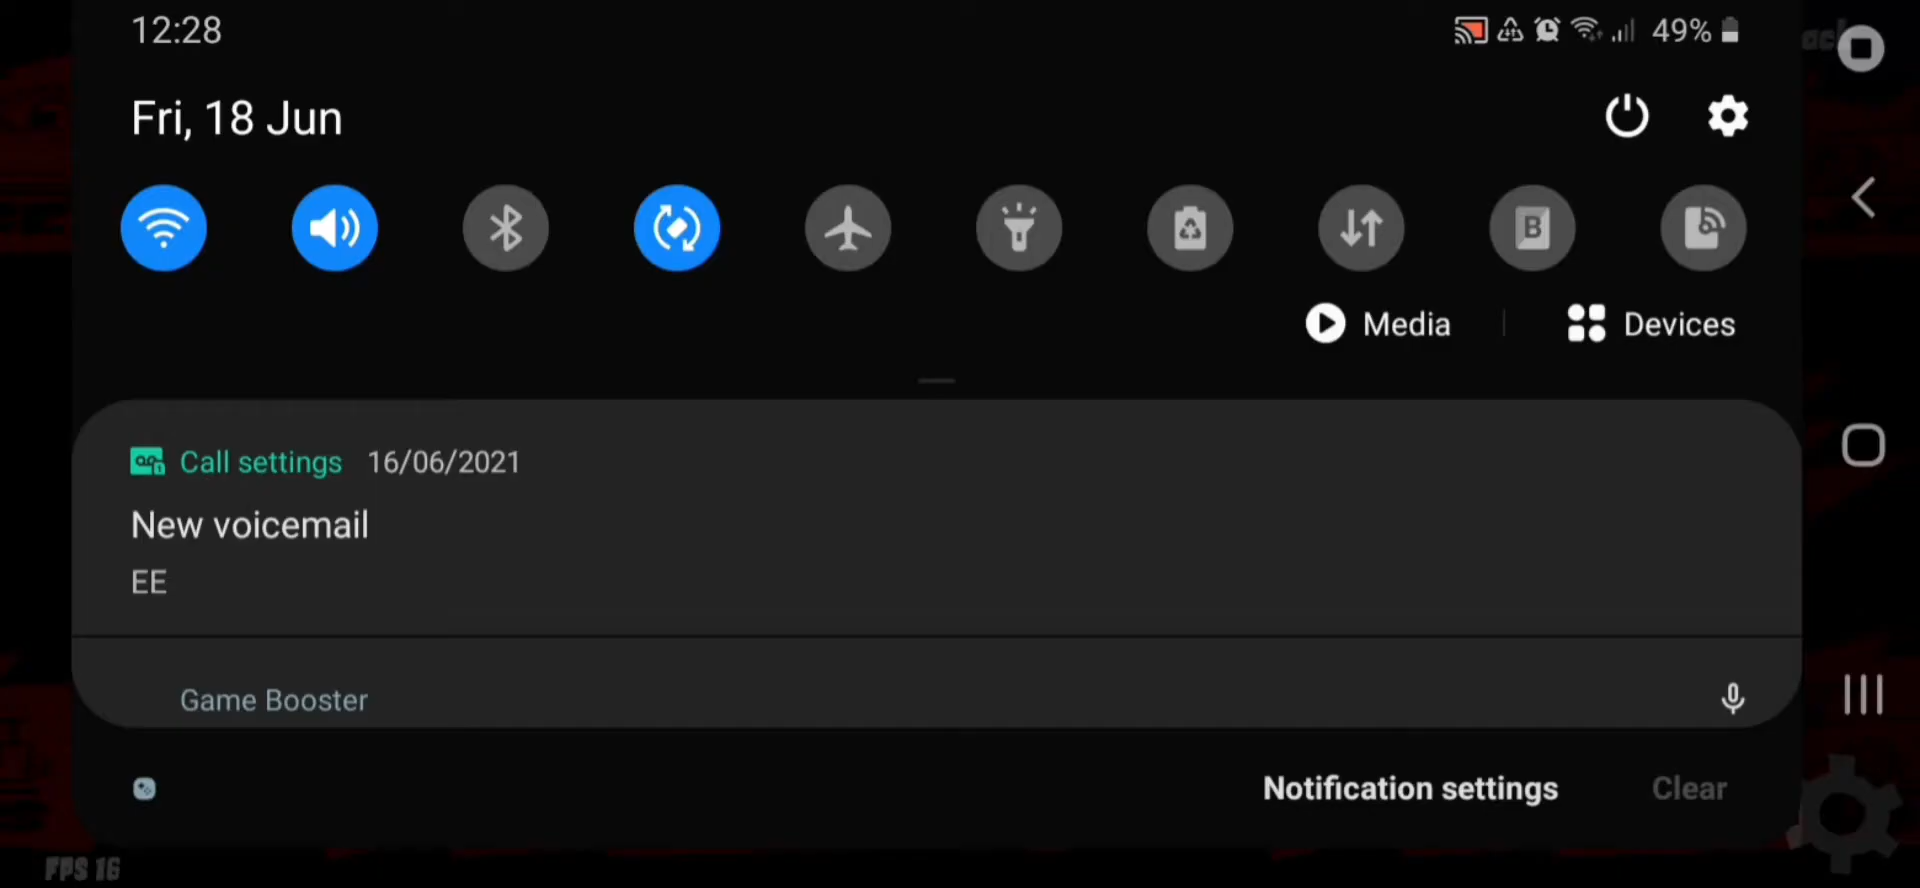 12:28
49%
Fri, 18 Jun
B
Media
Devices
Call settings 16/06/2021
New voicemail
EE
Game Booster
Notification settings
Clear
FPS 16